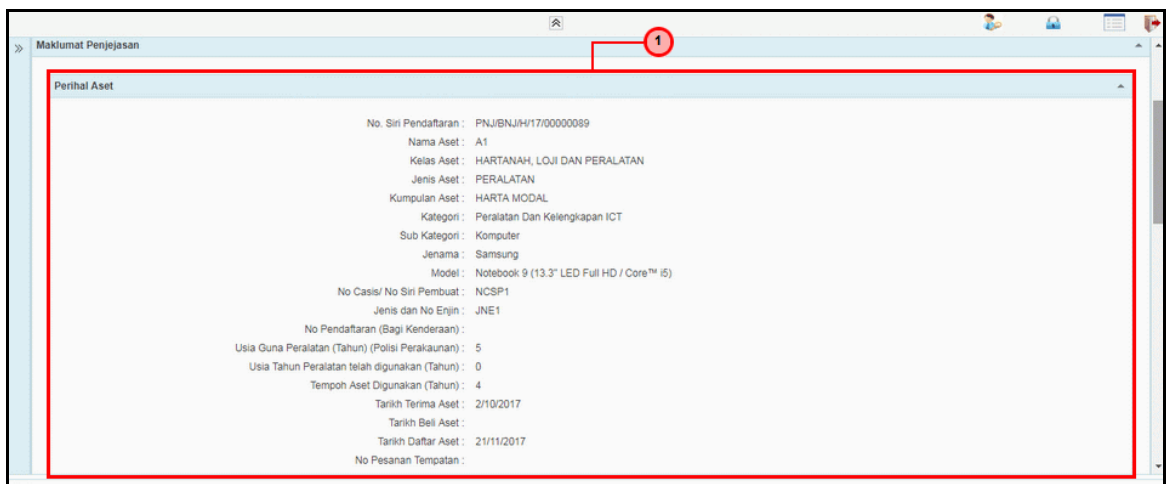 1
Maklumat Penjejasan
Perihal Aset
No. Siri Pendaftaran : PNJ/BNJ/H/17/00000089
Nama Aset : A1
Kelas Aset : HARTANAH, LOJI DAN PERALATAN
Jenis Aset : PERALATAN
Kumpulan Aset : HARTA MODAL
Kategori : Peralatan Dan Kelengkapan ICT
Sub Kategori : Komputer
Jenama : Samsung
Model : Notebook 9 (13.3" LED Full HD / Core™ i5)
No Casis/ No Siri Pembuat : NCSP1
Jenis dan No Enjin : JNE1
No Pendaftaran (Bagi Kenderaan) :
Usia Guna Peralatan (Tahun) (Polisi Perakaunan) : 5
Usia Tahun Peralatan telah digunakan (Tahun) : 0
Tempoh Aset Digunakan (Tahun) : 4
Tarikh Terima Aset : 2/10/2017
Tarikh Beli Aset :
Tarikh Daftar Aset : 21/11/2017
No Pesanan Tempatan :